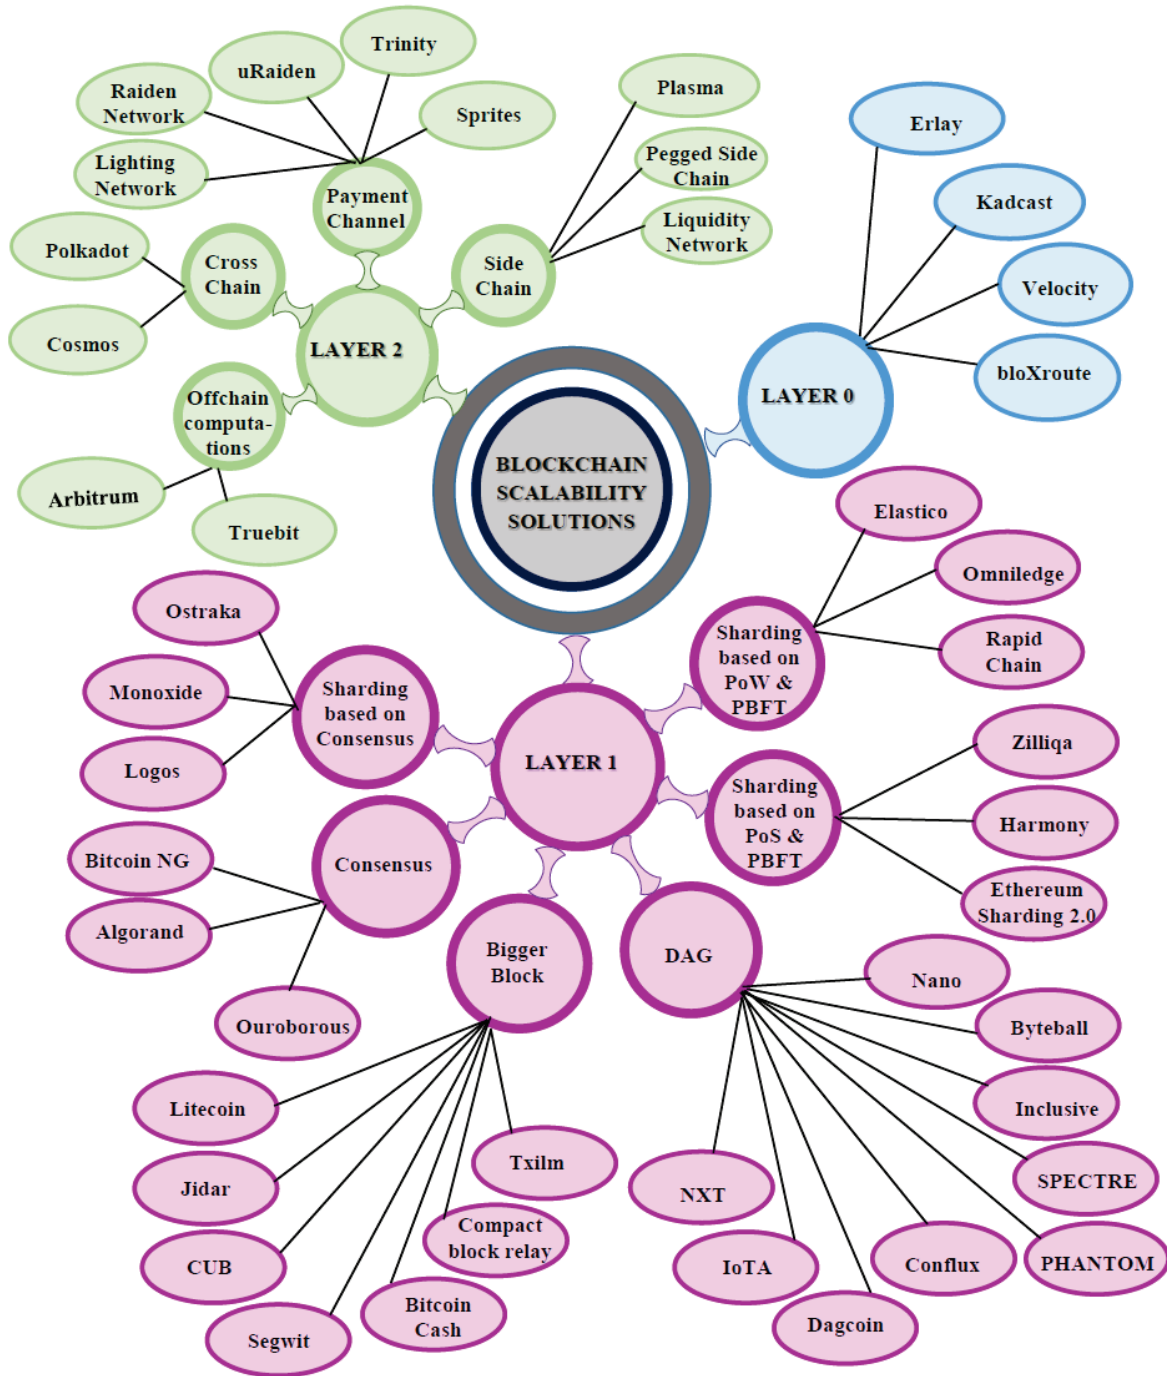 Trinity
uRaiden
Raiden
Network
Sprites
Lighting
Network
Payment
Channel
Plasma
Pegged Side
Chain
Liquidity
Network
Side
Chain
Polkadot
Cosmos
Cross
Chain
LAYER 2
Offchain
computa-
tions
Arbitrum
Truebit
Erlay
Kadcast
Velocity
bloXroute
LAYER 0
BLOCKCHAIN
SCALABILITY
SOLUTIONS
Elastico
Omniledge
Rapid
Chain
Sharding
based on
PoW &
PBFT
Ostraka
Monoxide
Logos
Sharding
based on
Consensus
LAYER 1
Zilliqa
Harmony
Ethereum
Sharding 2.0
Sharding
based on
PoS &
PBFT
Bitcoin NG
Algorand
Ouroborous
Consensus
Bigger
Block
DAG
Nano
Byteball
Inclusive
SPECTRE
PHANTOM
Conflux
Dagcoin
IoTA
NXT
Litecoin
Jidar
CUB
Segwit
Bitcoin
Cash
Compact
block relay
Txilm